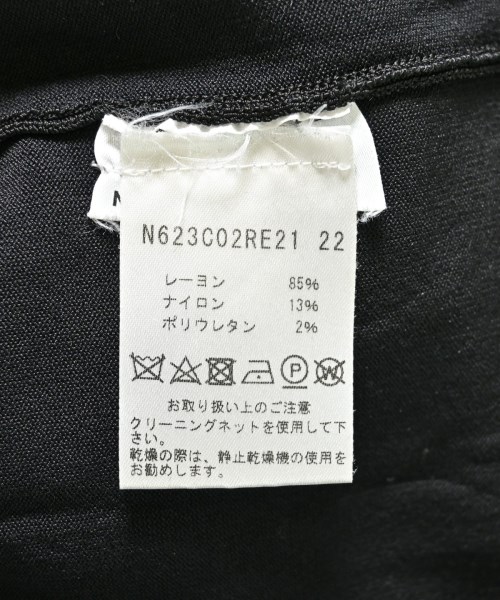 N
N623C02RE21 22
レーヨン 85%
ナイロン 13%
ポリウレタン 2%
P W
お取り扱い上のご注意
クリーニングネットを使用して下
さい。
乾燥の際は、静止乾燥機の使用を
お勧めします。